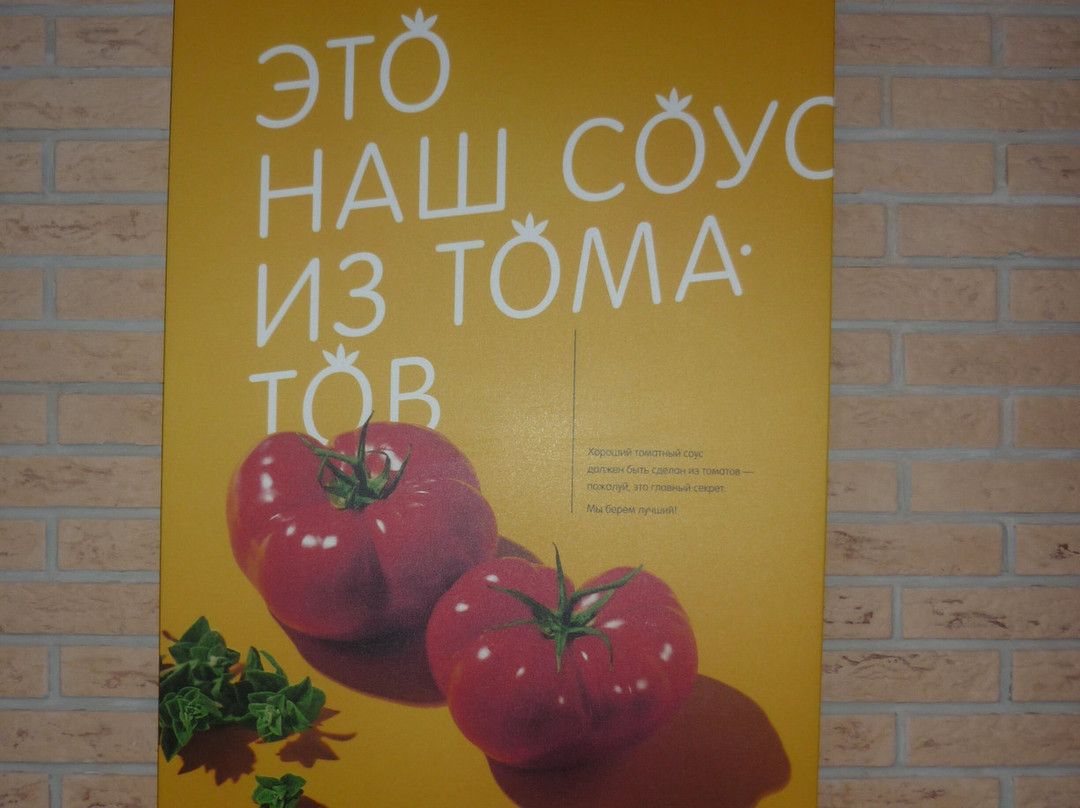 ЭТО
НАШ СОУС
ИЗ ТОМА-
ТОВ
Хороший томатный соус
должен быть сделан из томатов —
пожалуй, это главный секрет.
Мы берем лучший!